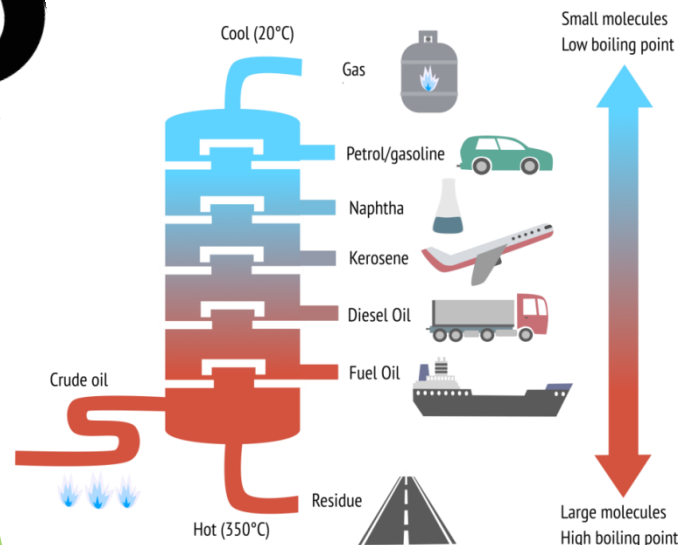 Small molecules
Low boiling point
Cool (20°C)
Gas
Petrol/gasoline
Naphtha
Kerosene
Diesel Oil
Fuel Oil
Crude oil
Residue
Hot (350°C)
Large molecules
High boiling point